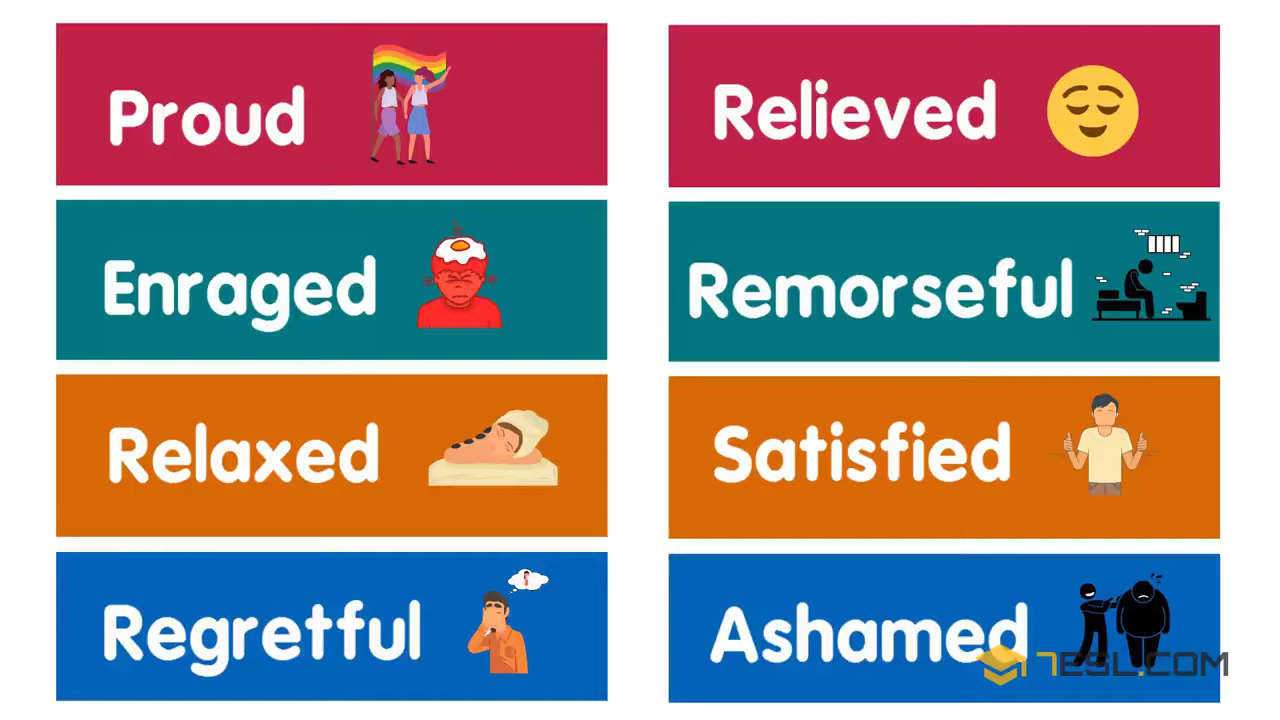 Proud
Relieved
Enraged
Remorseful
Relaxed
Satisfied
Regretful
Ashamed
7ESL.COM